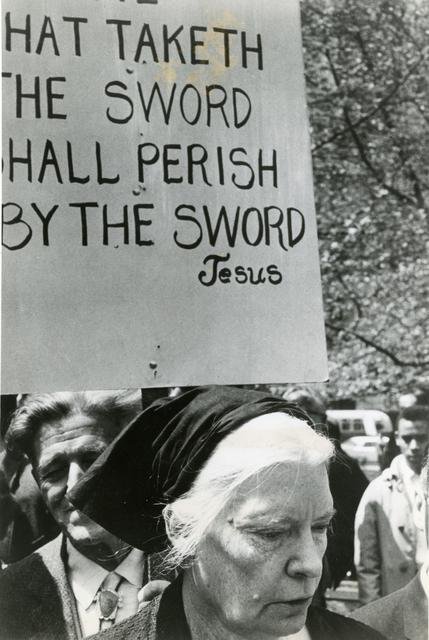 HAT TAKETH
THE SWORD
SHALL PERISH
BY THE SWORD
Jesus